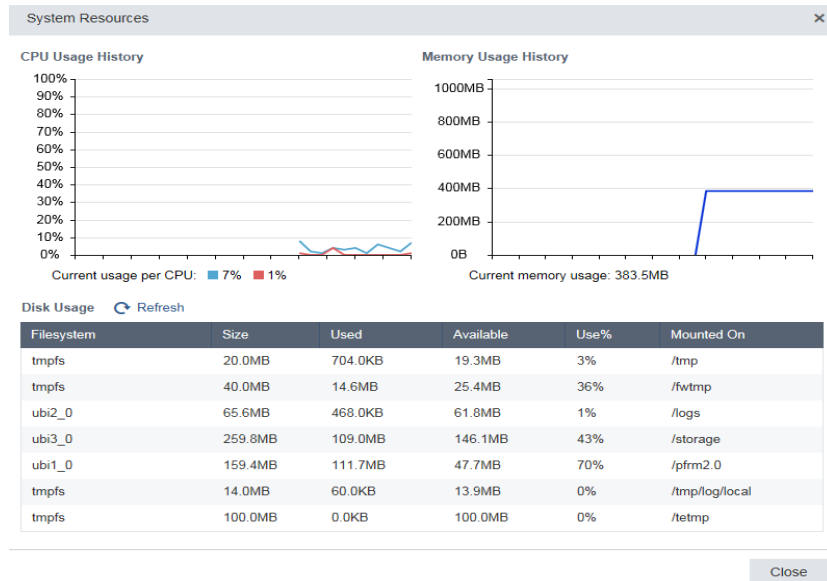 System Resources ×
CPU Usage History
100%
90%
80%
70%
60%
50%
40%
30%
20%
10%
0%
Current usage per CPU: 7% 1%
Memory Usage History
1000MB
800MB
600MB
400MB
200MB
0B
Current memory usage: 383.5MB
Disk Usage Refresh
Filesystem Size Used Available Use% Mounted On
tmpfs 20.0MB 704.0KB 19.3MB 3% /tmp
tmpfs 40.0MB 14.6MB 25.4MB 36% /fwtmp
ubi2_0 65.6MB 468.0KB 61.8MB 1% /logs
ubi3_0 259.8MB 109.0MB 146.1MB 43% /storage
ubi1_0 159.4MB 111.7MB 47.7MB 70% /pfrm2.0
tmpfs 14.0MB 60.0KB 13.9MB 0% /tmp/log/local
tmpfs 100.0MB 0.0KB 100.0MB 0% /tetmp
Close